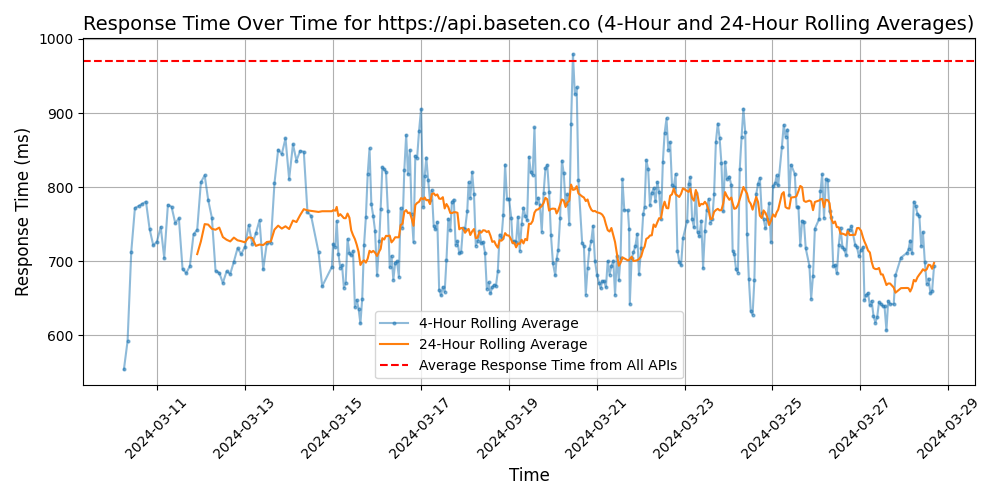 Response Time Over Time for https://api.baseten.co (4-Hour and 24-Hour Rolling Averages)
1000
900
800
700
600
Response Time (ms)
4-Hour Rolling Average
24-Hour Rolling Average
Average Response Time from All APIs
2024-03-11
2024-03-13
2024-03-15
2024-03-17
2024-03-19
2024-03-21
2024-03-23
2024-03-25
2024-03-27
2024-03-29
Time